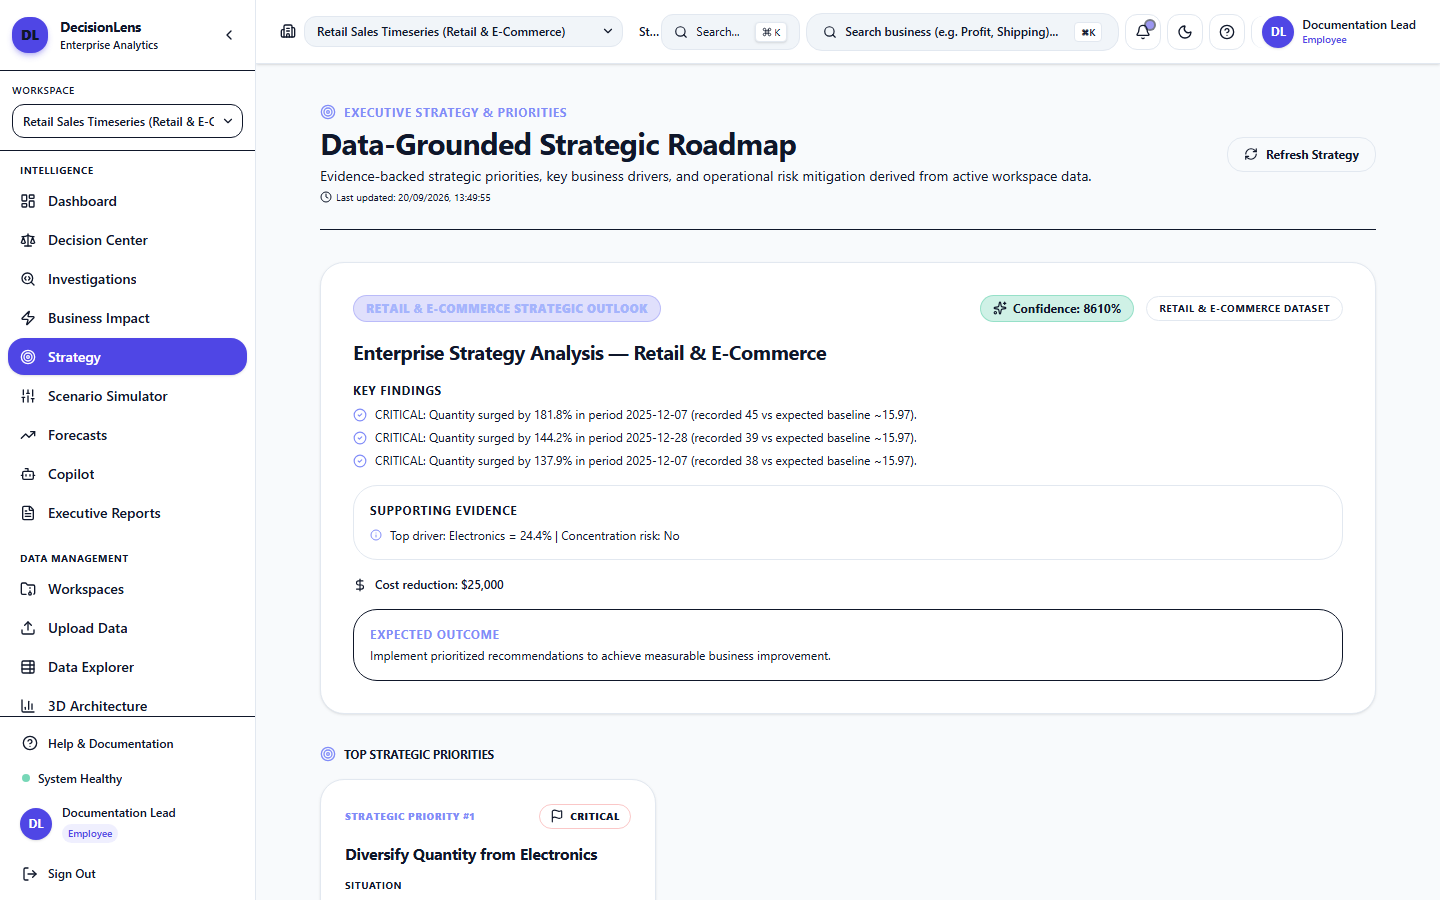 DL
DecisionLens
Enterprise Analytics
WORKSPACE
Retail Sales Timeseries (Retail & E-C
INTELLIGENCE
Dashboard
Decision Center
Investigations
Business Impact
Strategy
Scenario Simulator
Forecasts
Copilot
Executive Reports
DATA MANAGEMENT
Workspaces
Upload Data
Data Explorer
3D Architecture
Help & Documentation
System Healthy
DL
Documentation Lead
Employee
Sign Out
Retail Sales Timeseries (Retail & E-Commerce)
St...
Search...
⌘ K
Search business (e.g. Profit, Shipping)...
⌘K
DL
Documentation Lead
Employee
EXECUTIVE STRATEGY & PRIORITIES
Data-Grounded Strategic Roadmap
Evidence-backed strategic priorities, key business drivers, and operational risk mitigation derived from active workspace data.
Last updated: 20/09/2026, 13:49:55
Refresh Strategy
RETAIL & E-COMMERCE STRATEGIC OUTLOOK
Confidence: 8610%
RETAIL & E-COMMERCE DATASET
Enterprise Strategy Analysis — Retail & E-Commerce
KEY FINDINGS
CRITICAL: Quantity surged by 181.8% in period 2025-12-07 (recorded 45 vs expected baseline ~15.97).
CRITICAL: Quantity surged by 144.2% in period 2025-12-28 (recorded 39 vs expected baseline ~15.97).
CRITICAL: Quantity surged by 137.9% in period 2025-12-07 (recorded 38 vs expected baseline ~15.97).
SUPPORTING EVIDENCE
Top driver: Electronics = 24.4% | Concentration risk: No
$ Cost reduction: $25,000
EXPECTED OUTCOME
Implement prioritized recommendations to achieve measurable business improvement.
TOP STRATEGIC PRIORITIES
STRATEGIC PRIORITY #1
CRITICAL
Diversify Quantity from Electronics
SITUATION